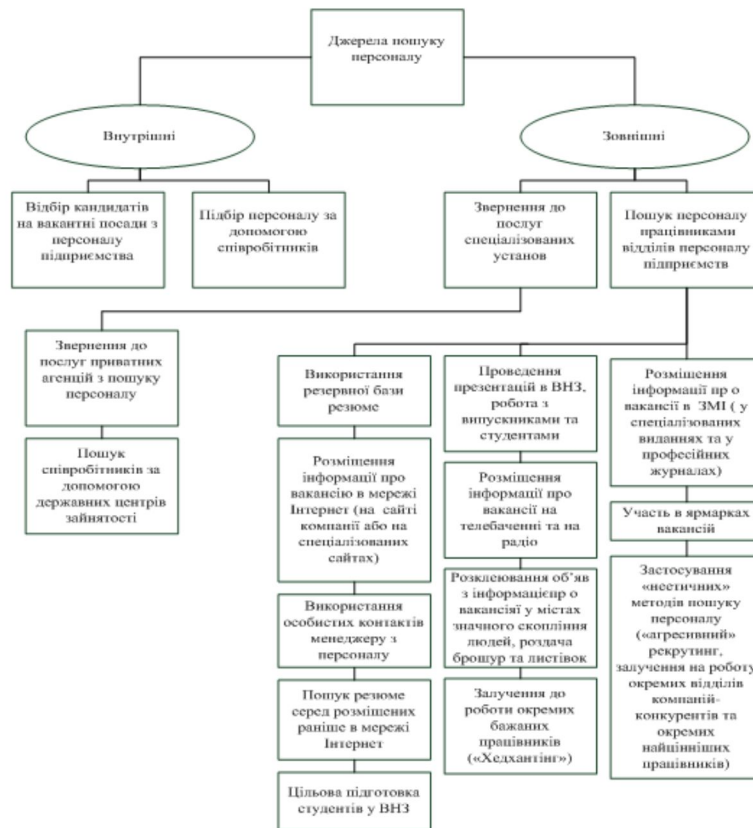 Джерела пошуку
персоналу
Внутрішні
Зовнішні
Відбір кандидатів
на вакантні посади з
персоналу
підприємства
Підбір персоналу за
допомогою
співробітників
Звернення до
послуг
спеціалізованих
установ
Пошук персоналу
працівниками
відділів персоналу
підприємств
Звернення до
послуг приватних
агенцій з пошуку
персоналу
Пошук
співробітників за
допомогою
державних центрів
зайнятості
Використання
резервної бази
резюме
Розміщення
інформації про
вакансію в мережі
Інтернет (на сайті
компанії або на
спеціалізованих
сайтах)
Використання
особистих контактів
менеджеру з
персоналу
Пошук резюме
серед розміщених
раніше в мережі
Інтернет
Цільова підготовка
студентів у ВНЗ
Проведення
презентацій в ВНЗ,
робота з
випускниками та
студентами
Розміщення
інформації про
вакансії на
телебаченні та на
радіо
Розклеювання об’яв
з інформацієпр о
вакансіяї у містах
значного скопління
людей, роздача
брошур та листівок
Залучення до
роботи окремих
бажаних
працівників
(«Хедхантінг»)
Розміщення
інформації пр о
вакансії в ЗМІ ( у
спеціалізованих
виданнях та у
професійних
журналах)
Участь в ярмарках
вакансій
Застосування
«неетичних»
методів пошуку
персоналу
(«агресивний»
рекрутинг,
залучення на роботу
окремих відділів
компаній-
конкурентів та
окремих
найцінніших
працівників)